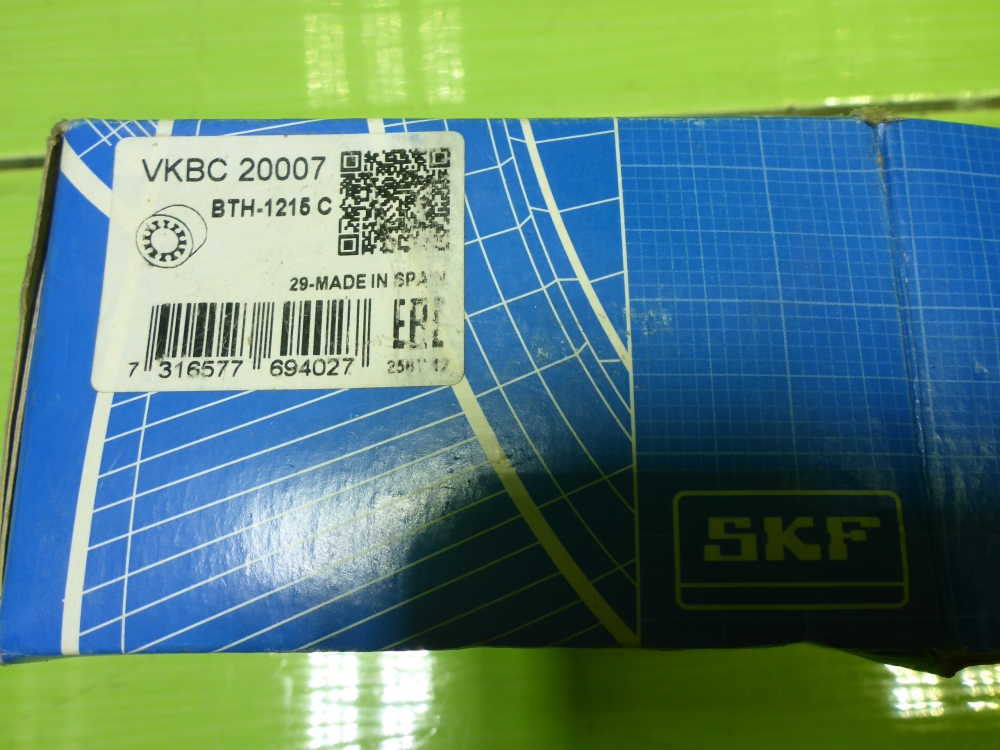 VKBC 20007
BTH-1215 C
29-MADE IN SPAIN
EAC
7 316577 694027
SKF